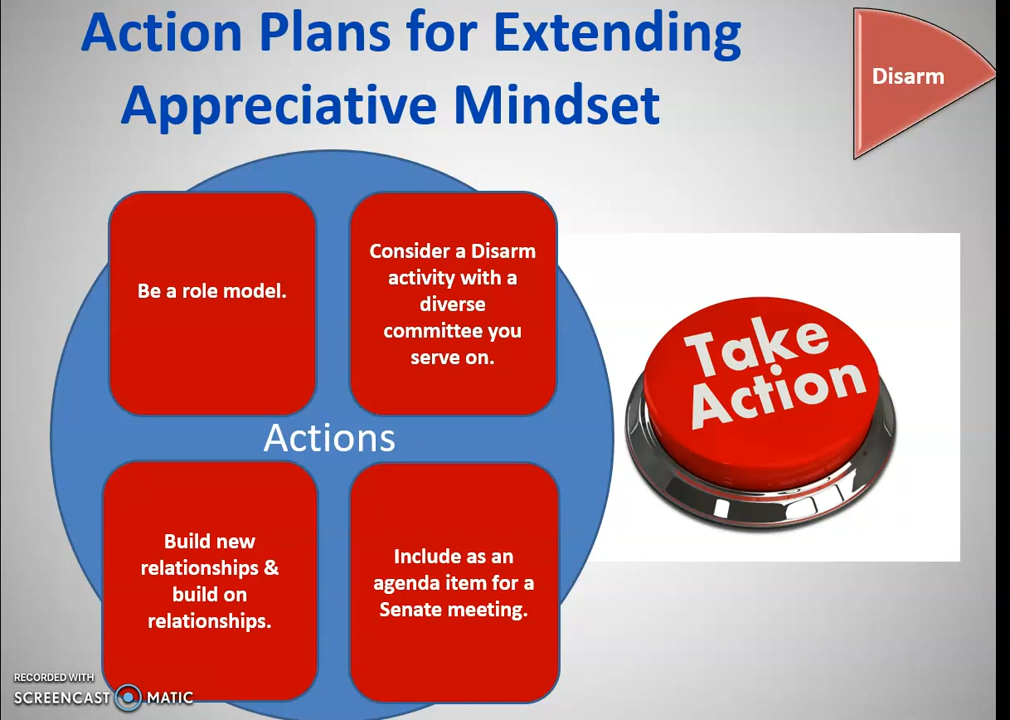 Action Plans for Extending
Appreciative Mindset
Disarm
Be a role model.
Consider a Disarm
activity with a
diverse
committee you
serve on.
Take
Action
Actions
Build new
relationships &
build on
relationships.
Include as an
agenda item for a
Senate meeting.
RECORDED WITH
SCREENCAST MATIC